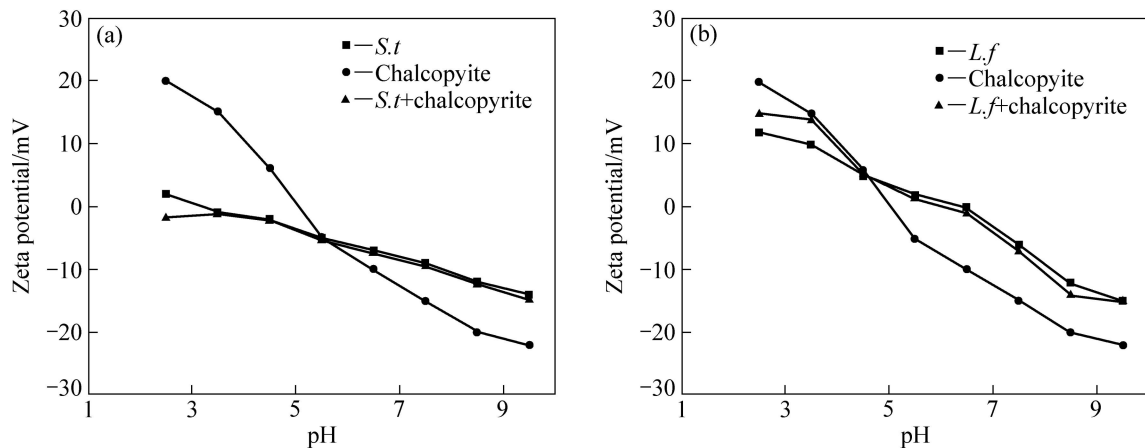 (a)
S.t
Chalcopyite
S.t+chalcopyrite
30
20
10
0
−10
−20
−30
Zeta potential/mV
1 3 5 7 9
pH
(b)
L.f
Chalcopyite
L.f+chalcopyrite
30
20
10
0
−10
−20
−30
Zeta potential/mV
1 3 5 7 9
pH